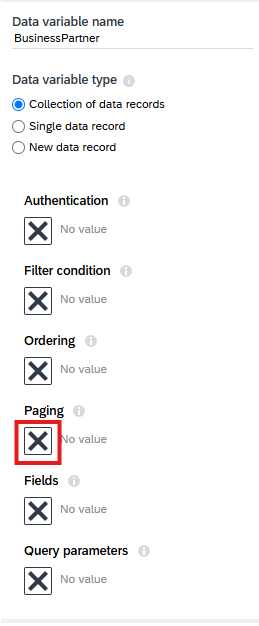 Data variable name
BusinessPartner
Data variable type
Collection of data records
Single data record
New data record
Authentication
No value
Filter condition
No value
Ordering
No value
Paging
No value
Fields
No value
Query parameters
No value